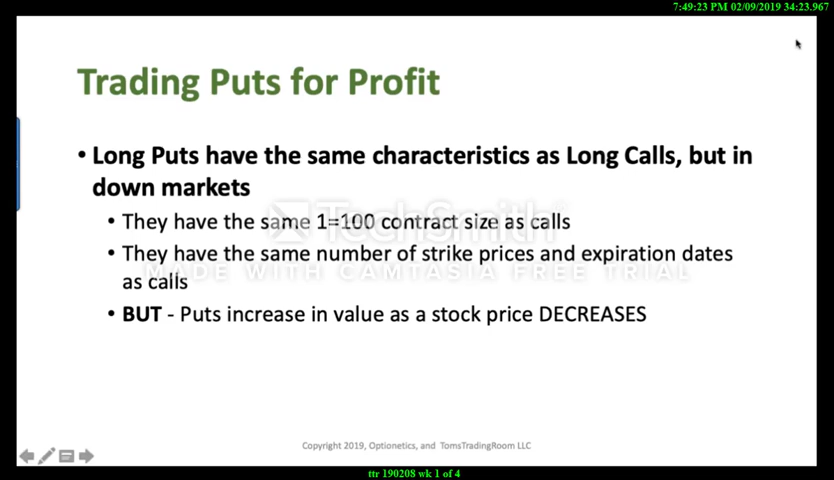 7:49:23 PM 02/09/2019 34:23.967
Trading Puts for Profit
• Long Puts have the same characteristics as Long Calls, but in
down markets
• They have the same 1=100 contract size as calls
• They have the same number of strike prices and expiration dates
as calls
• BUT - Puts increase in value as a stock price DECREASES
TechSmith
MADE WITH CAMTASIA FREE TRIAL
Copyright 2019, Optionetics, and TomsTradingRoom LLC
ttr 190208 wk 1 of 4